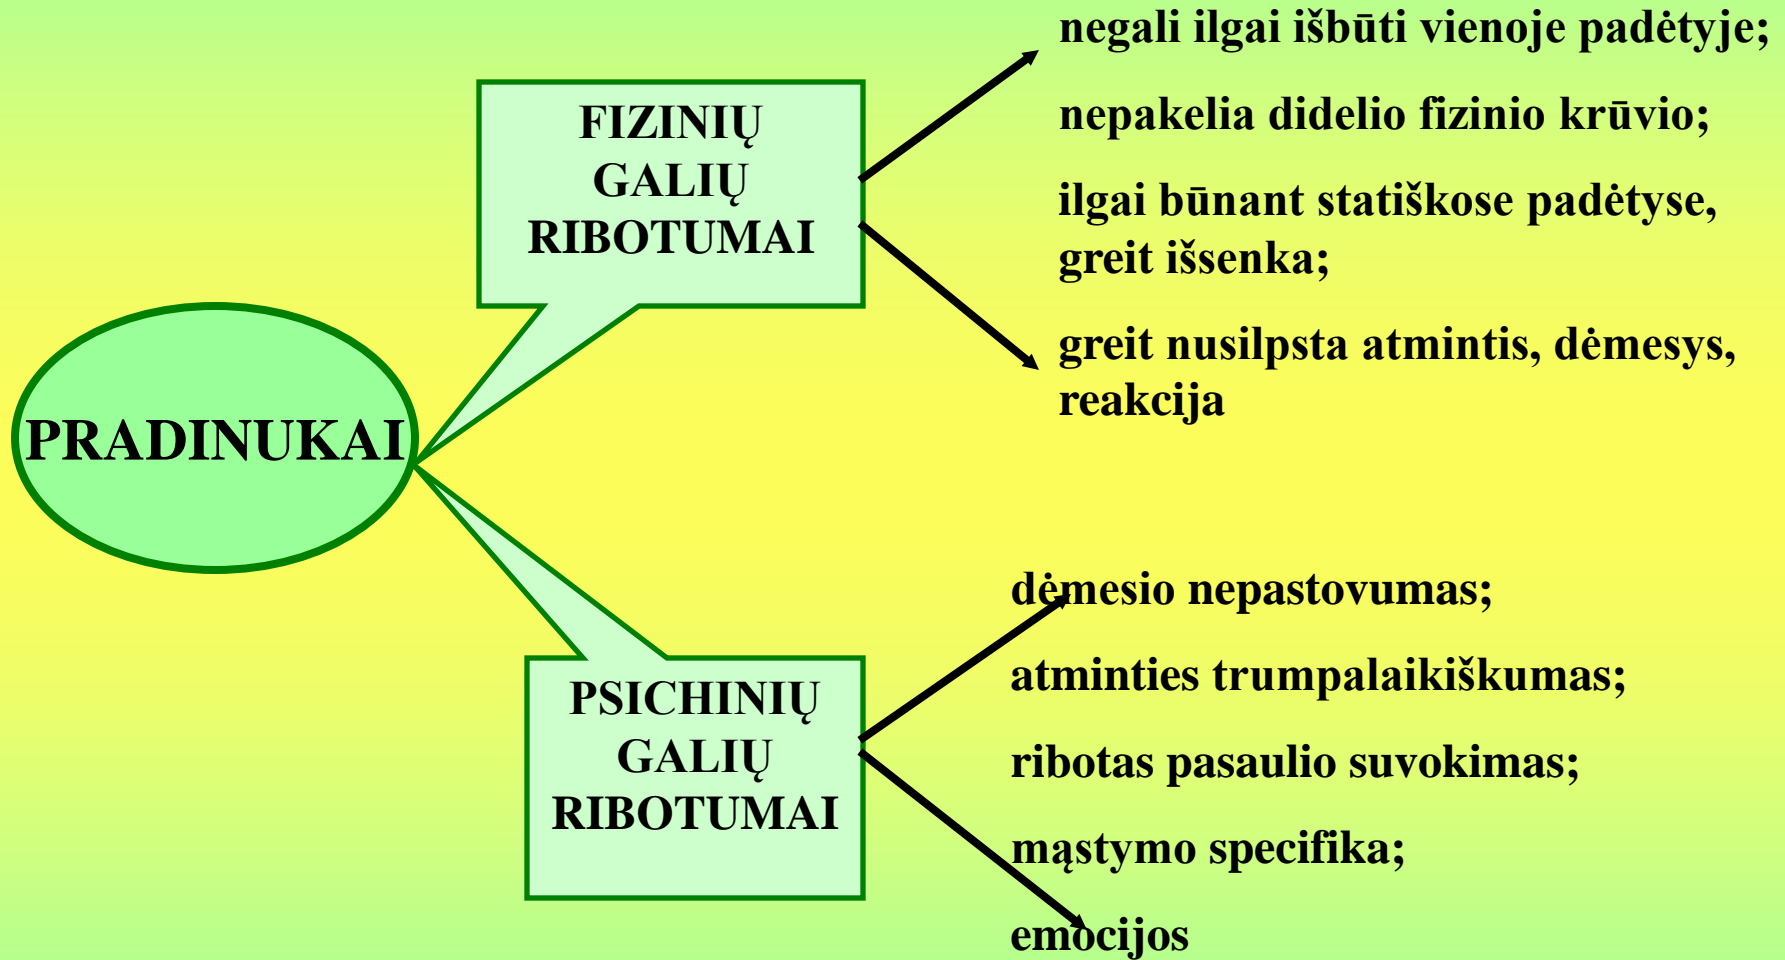 PRADINUKAI
FIZINIŲ
GALIŲ
RIBOTUMAI
negali ilgai išbūti vienoje padėtyje;
nepakelia didelio fizinio krūvio;
ilgai būnant statiškose padėtyse,
greit išsenka;
greit nusilpsta atmintis, dėmesys,
reakcija
PSICHINIŲ
GALIŲ
RIBOTUMAI
dėmesio nepastovumas;
atminties trumpalaikiškumas;
ribotas pasaulio suvokimas;
mąstymo specifika;
emocijos